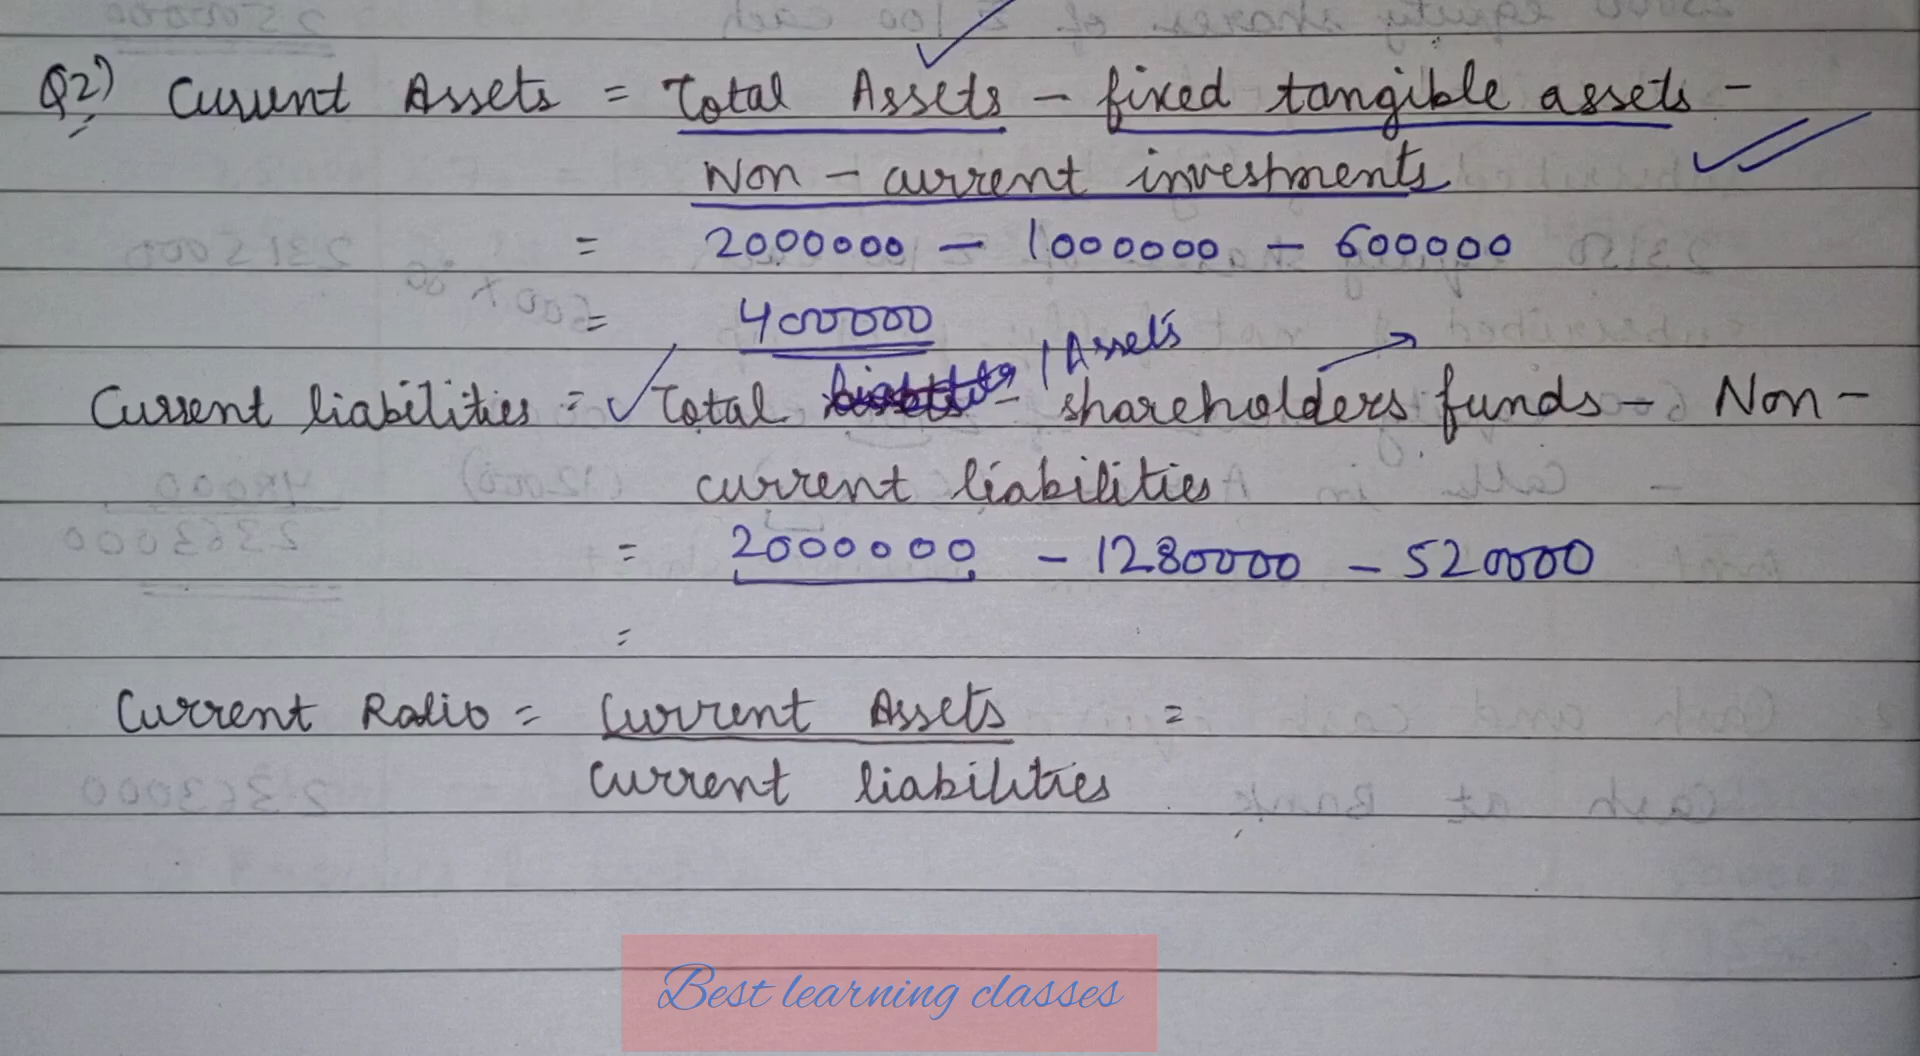 Q2) Current Assets = Total Assets - fixed tangible assets -
Non - current investments
= 2000000 - 1000000 - 600000
= 400000
Assets
Current liabilities = Total - shareholders funds - Non -
current liabilities
= 2000000 - 1280000 - 520000
=
Current Ratio = Current Assets =
Current liabilities
Best learning classes